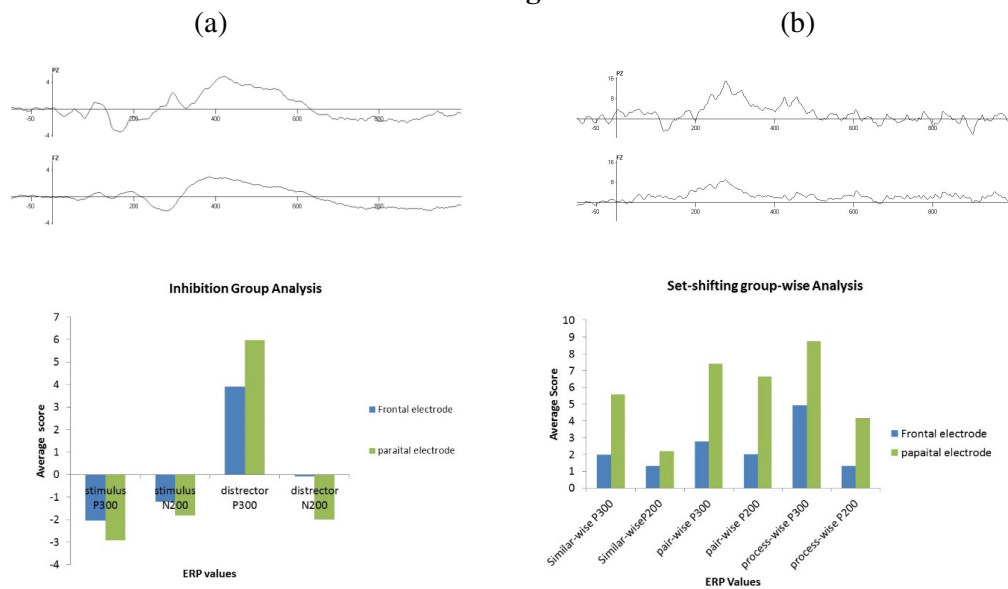 (a)
(b)
PZ
4
-50 200 400 600 800
-4
FZ
4
-50 200 400 600 800
-4
PZ
16
8
-50 200 400 600 800
FZ
16
8
-50 200 400 600 800
Inhibition Group Analysis
7
6
5
4
3
2
1
0
-1
-2
-3
-4
Average score
stimulus P300
stimulus N200
distrector P300
distrector N200
ERP values
Frontal electrode
paraital electrode
Set-shifting group-wise Analysis
10
9
8
7
6
5
4
3
2
1
0
Average Score
Similar-wise P300
Similar-wiseP200
pair-wise P300
pair-wise P200
process-wise P300
process-wise P200
ERP Values
Frontal electrode
papaital electrode